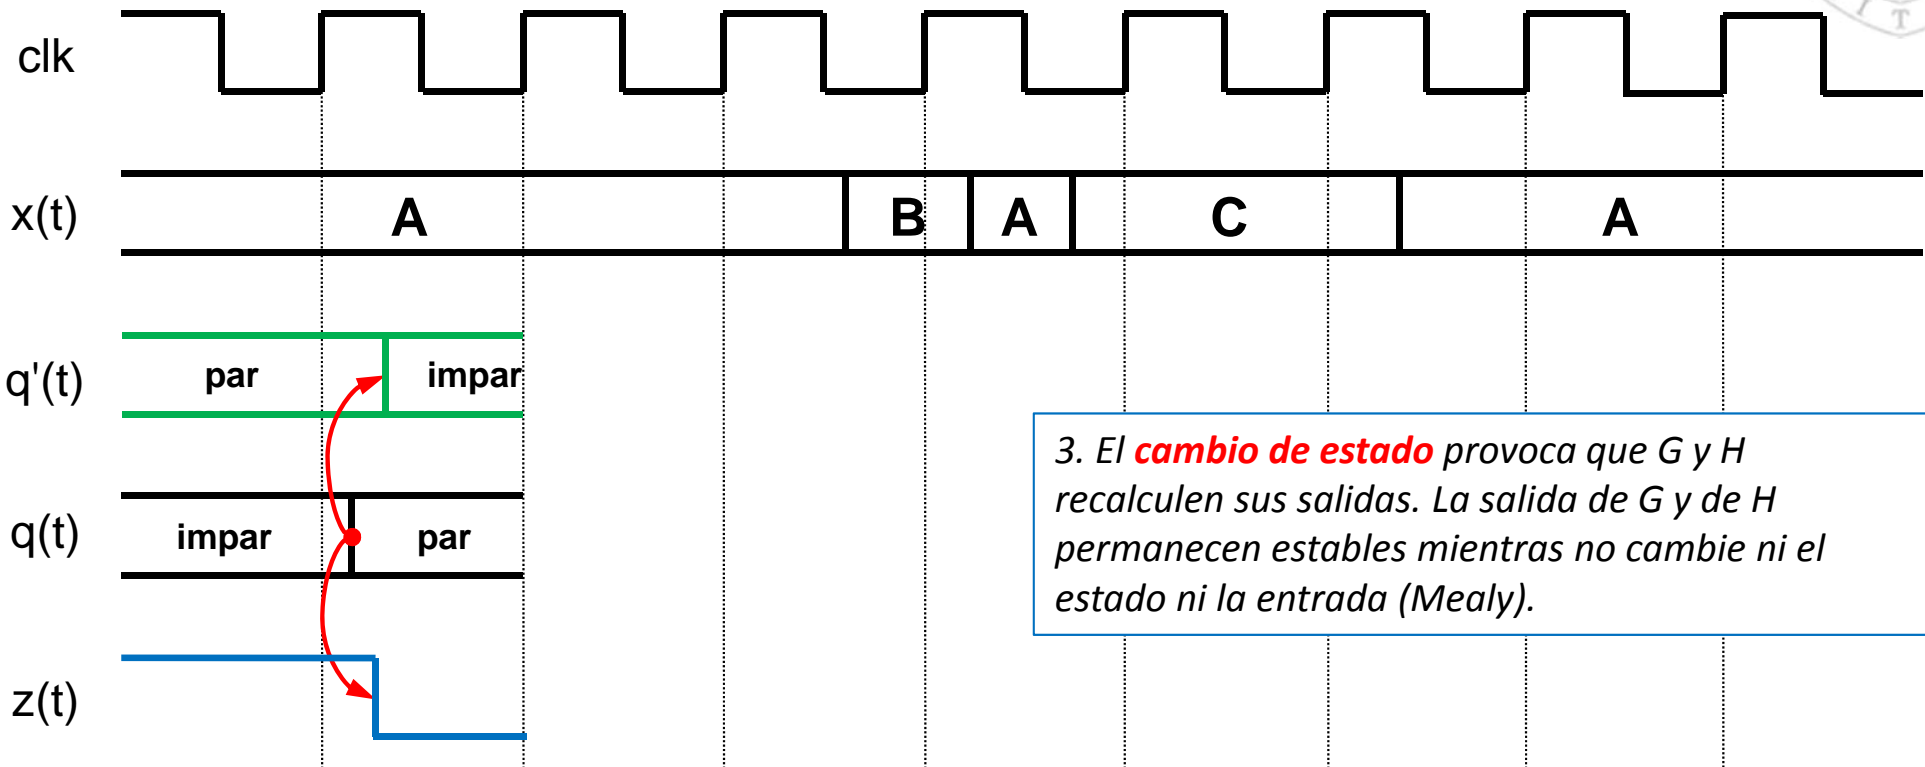 clk
x(t)
A B A C A
q'(t)
par impar
q(t)
impar par
z(t)
3. El cambio de estado provoca que G y H
recalculen sus salidas. La salida de G y de H
permanecen estables mientras no cambie ni el
estado ni la entrada (Mealy).